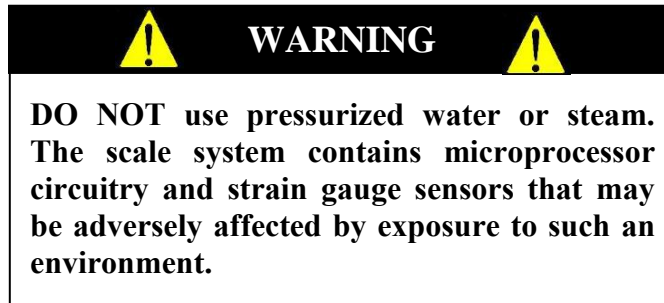 WARNING
DO NOT use pressurized water or steam.
The scale system contains microprocessor
circuitry and strain gauge sensors that may
be adversely affected by exposure to such an
environment.